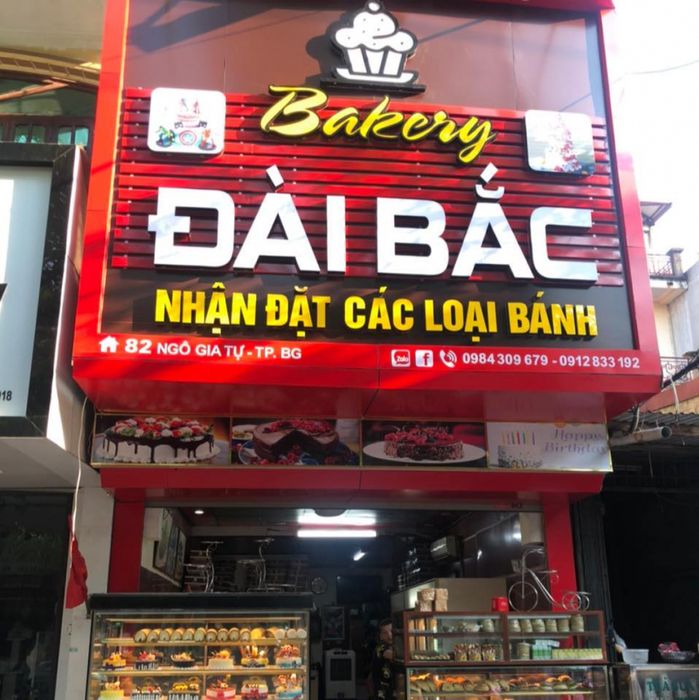 Bakery
ĐÀI BẮC
NHẬN ĐẶT CÁC LOẠI BÁNH
82 NGÔ GIA TỰ - TP. BG
Zalo f 0984 309 679 - 0912 833 192
Happy
Birthday
018